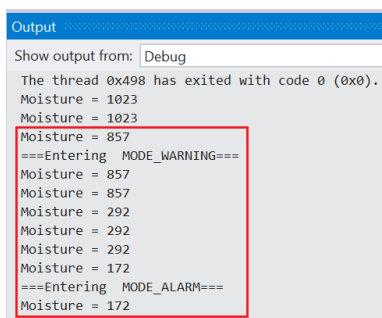 Output
Show output from: Debug
The thread 0x498 has exited with code 0 (0x0).
Moisture = 1023
Moisture = 1023
Moisture = 857
===Entering  MODE_WARNING===
Moisture = 857
Moisture = 857
Moisture = 292
Moisture = 292
Moisture = 292
Moisture = 172
===Entering  MODE_ALARM===
Moisture = 172